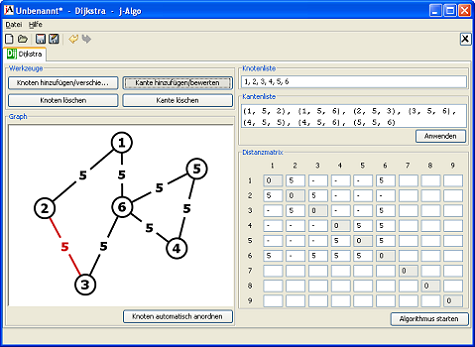 Unbenannt* - Dijkstra - J-Algo
Datei Hilfe
Dijkstra
Werkzeuge
Knoten hinzufügen/verschie... Kante hinzufügen/bewerten
Knoten löschen Kante löschen
Graph
1
5 5 5
2 6 5
5 5 5 4
3
Knoten automatisch anordnen
Knotenliste
1, 2, 3, 4, 5, 6
Kantenliste
(1, 5, 2), (1, 5, 6), (2, 5, 3), (3, 5, 6),
(4, 5, 5), (4, 5, 6), (5, 5, 6)
Anwenden
Distanzmatrix
1 2 3 4 5 6 7 8 9
1 0 5 - - - 5
2 5 0 5 - - -
3 - 5 0 - - 5
4 - - - 0 5 5
5 - - - 5 0 5
6 5 - 5 5 5 0
7 0
8 0
9 0
Algorithmus starten